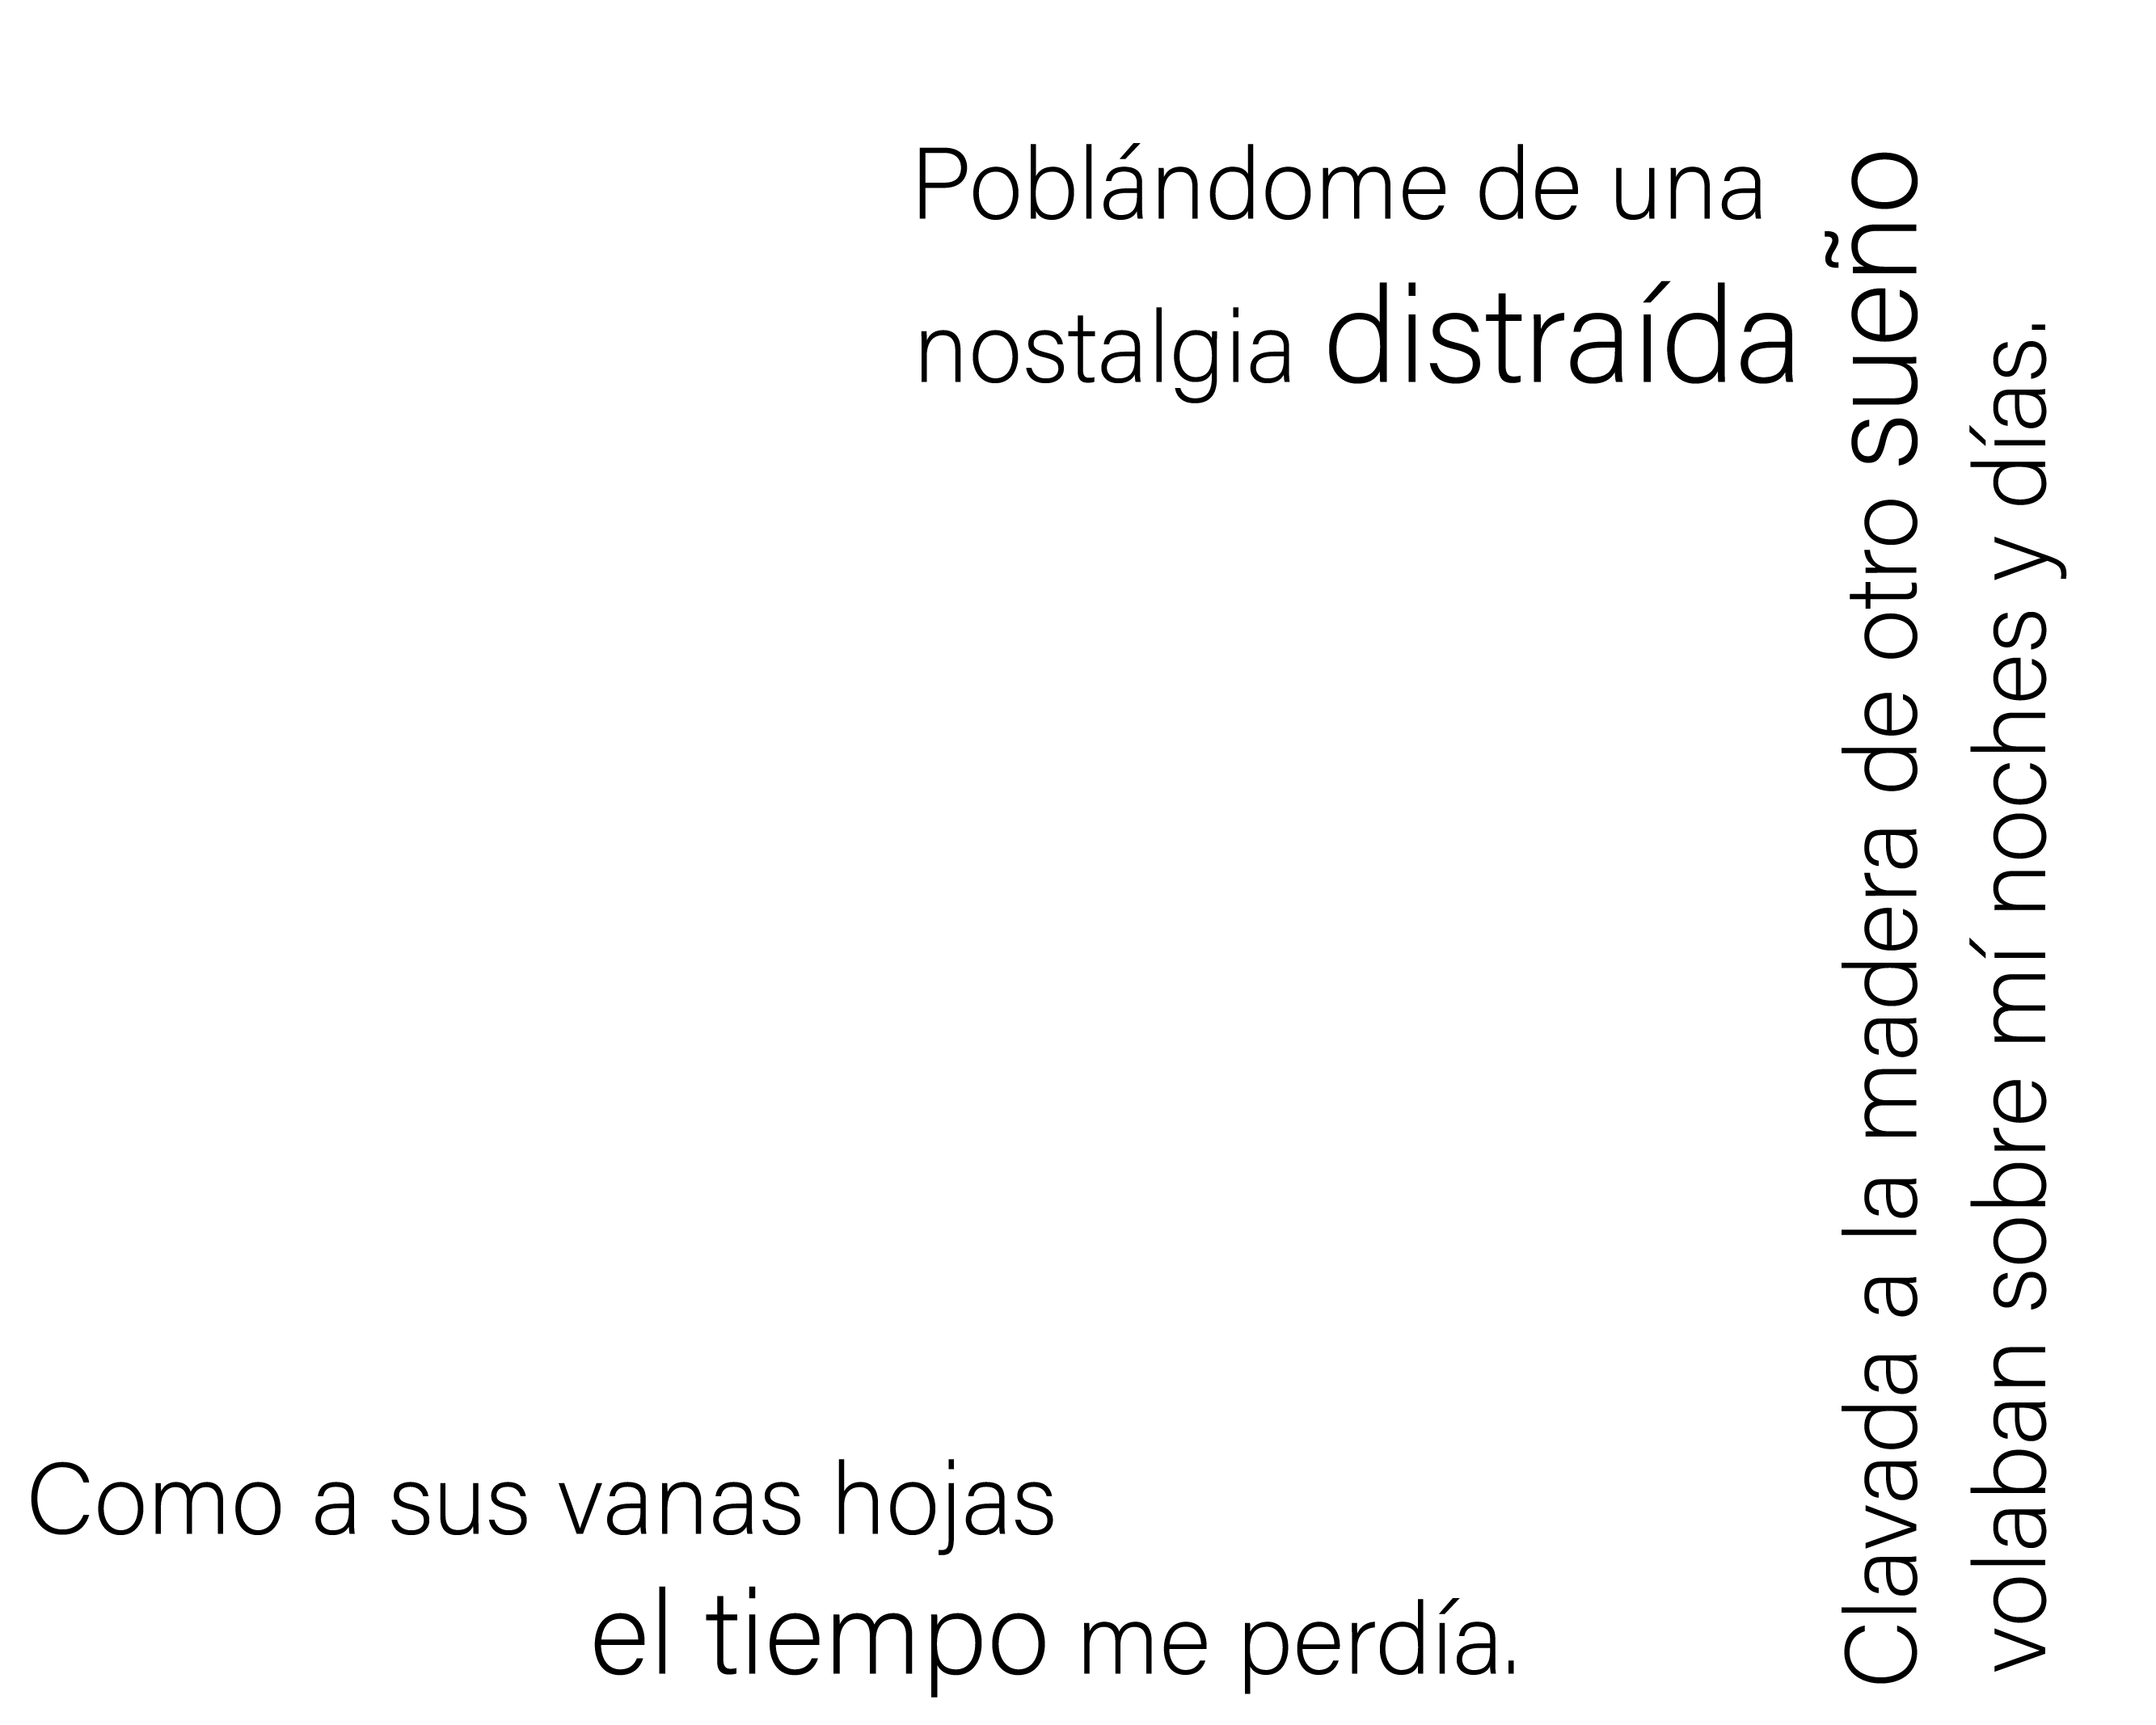 Poblándome de una
nostalgia distraída
Clavada a la madera de otro sueño
volaban sobre mí noches y días.
Como a sus vanas hojas
el tiempo me perdía.